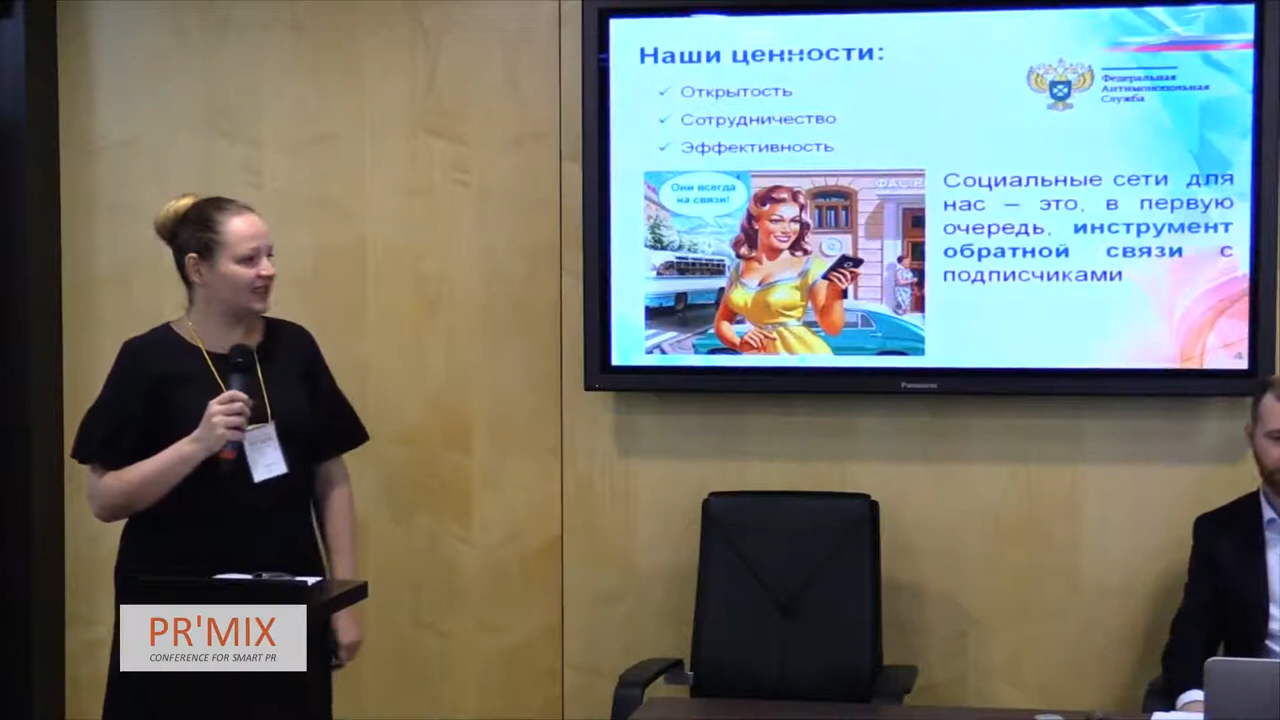 Наши ценности:
✓ Открытость
✓ Сотрудничество
✓ Эффективность
Федеральная
Антимонопольная
Служба
Они всегда
на связи!
ФАС Р
Социальные сети для
нас – это, в первую
очередь, инструмент
обратной связи с
подписчиками
4
Panasonic
PR'MIX
CONFERENCE FOR SMART PR